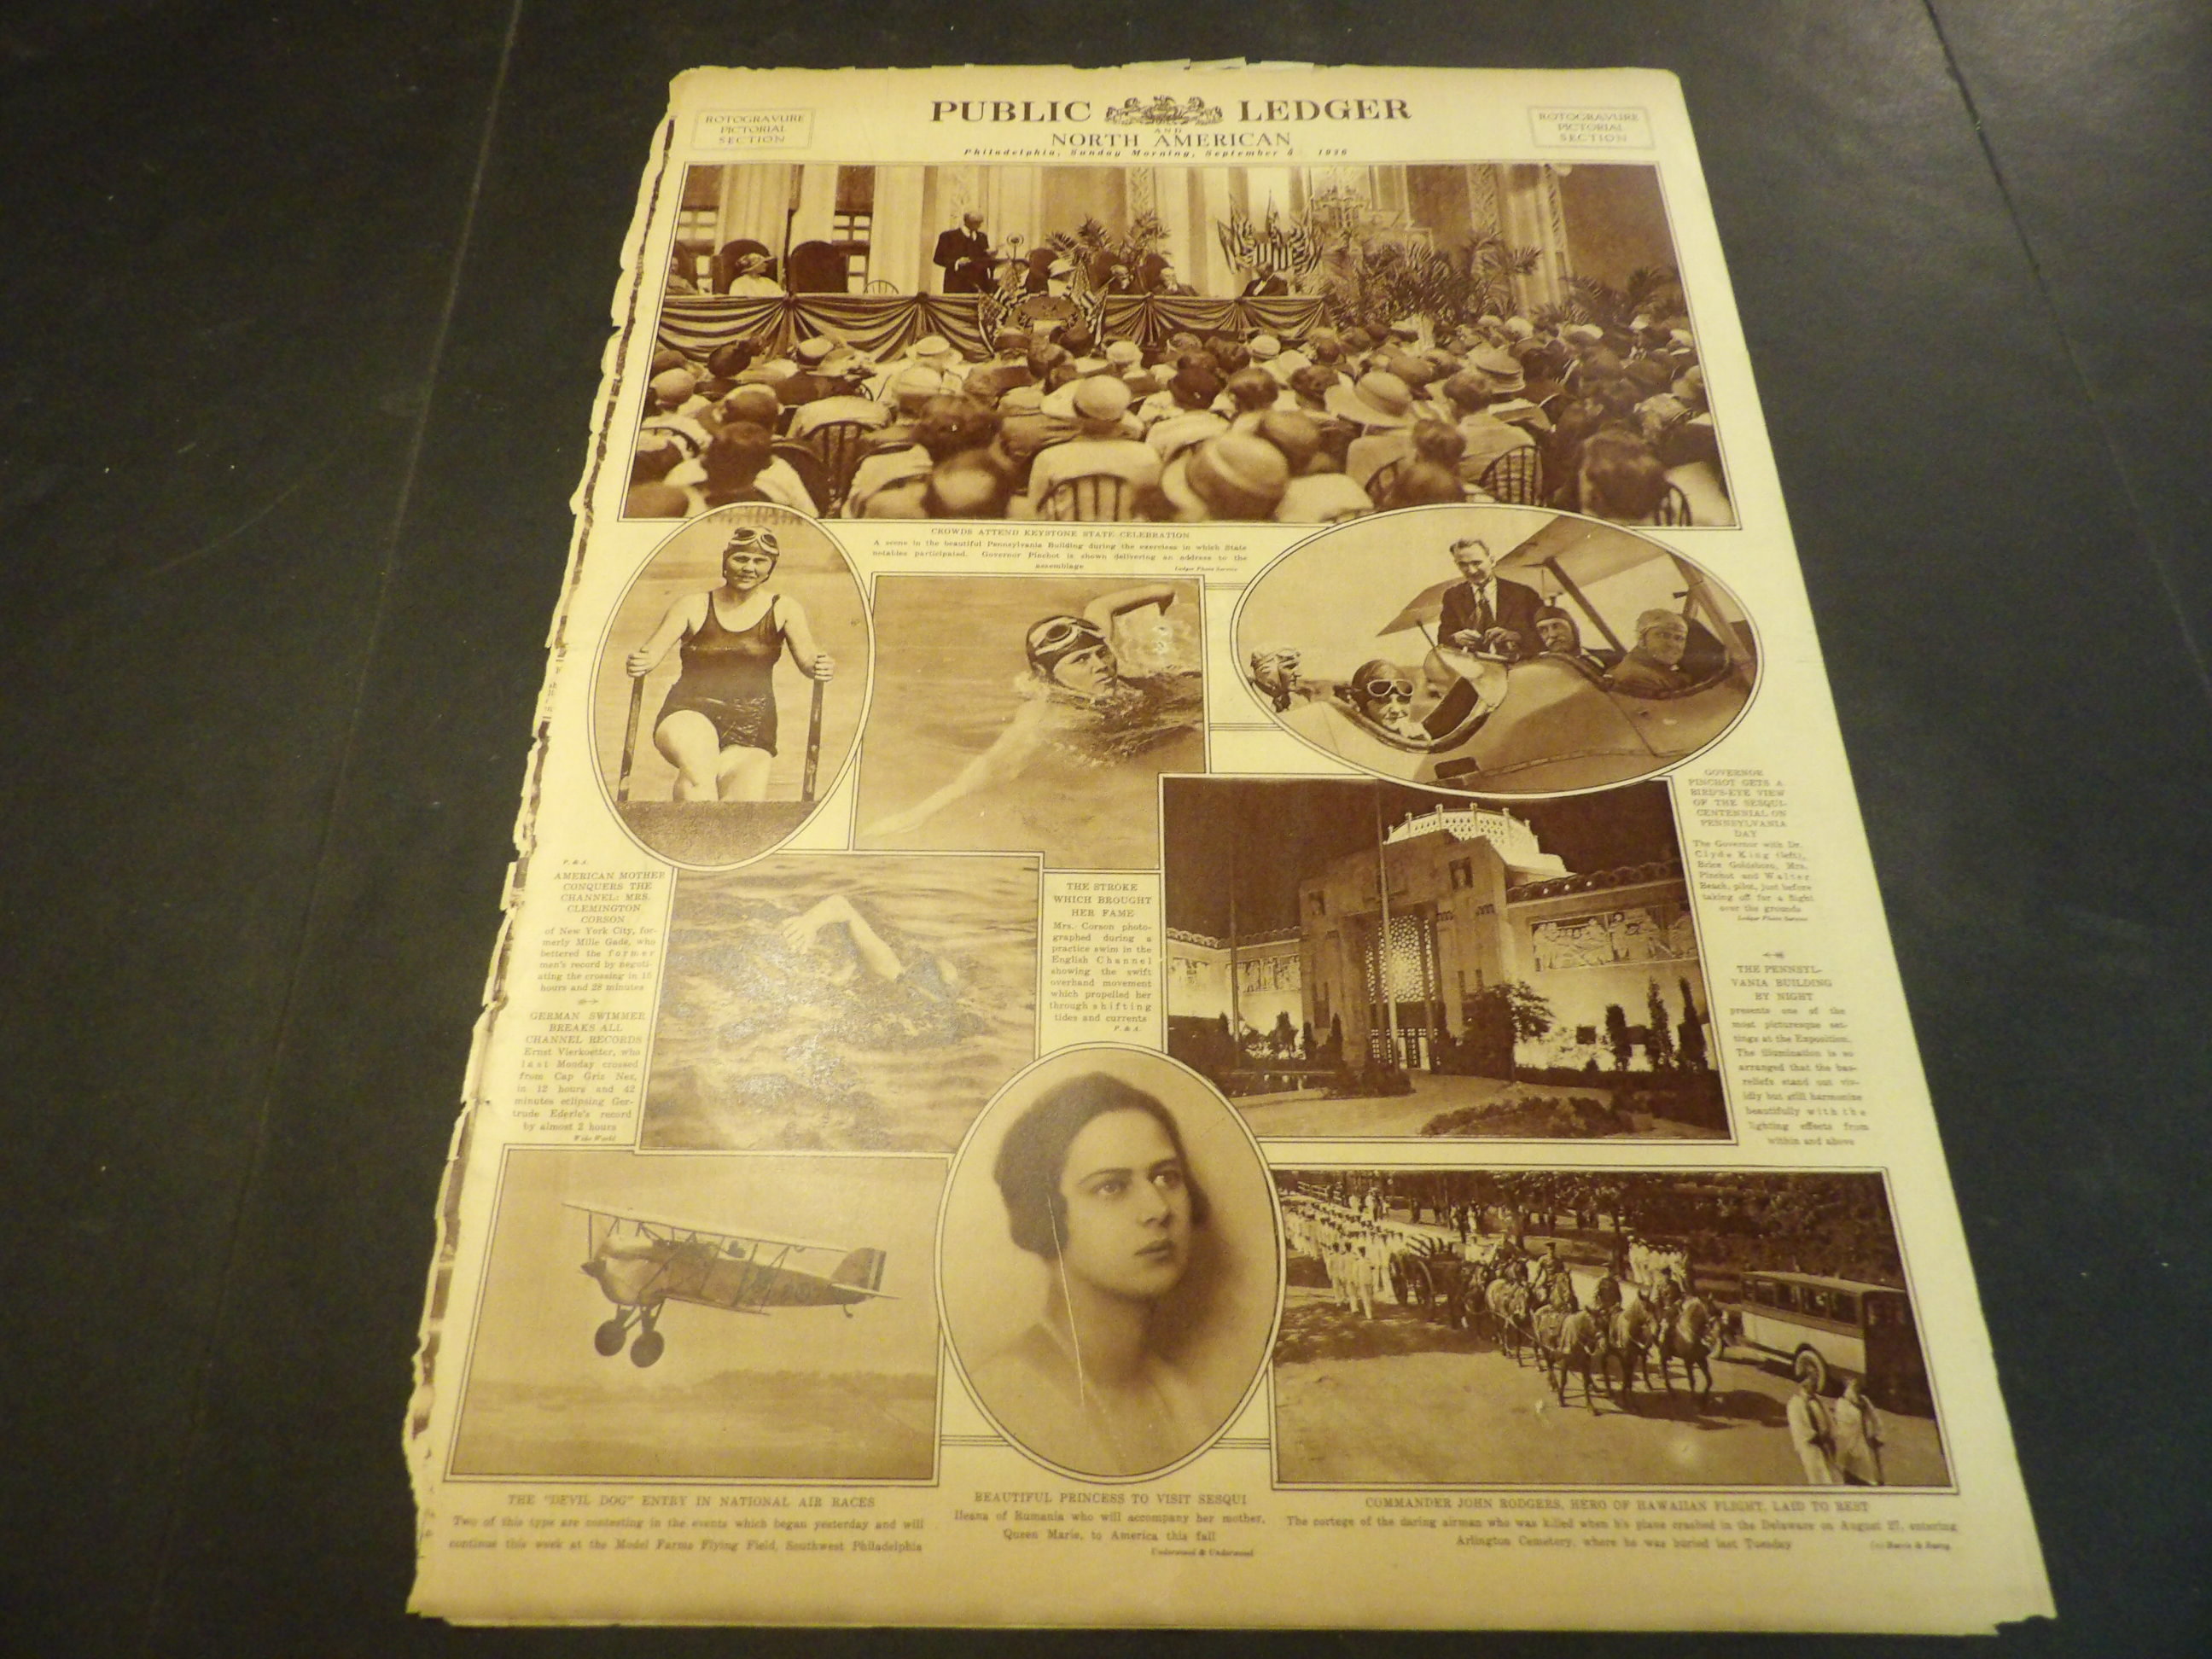 ROTOGRAVURE
PICTORIAL
SECTION
PUBLIC LEDGER
AND
NORTH AMERICAN
Philadelphia, Sunday Morning, September 5 1926
ROTOGRAVURE
PICTORIAL
SECTION
CROWDS ATTEND KEYSTONE STATE CELEBRATION
A scene in the beautiful Pennsylvania Building during the exercises in which State
notables participated. Governor Pinchot is shown delivering an address to the
assemblage
Ledger Photo Service
P. & A.
AMERICAN MOTHER
CONQUERS THE
CHANNEL: MRS.
CLEMINGTON
CORSON
of New York City, for-
merly Mille Gade, who
bettered the former
men's record by negoti-
ating the crossing in 15
hours and 28 minutes
GERMAN SWIMMER
BREAKS ALL
CHANNEL RECORDS
Ernst Vierkoetter, who
last Monday crossed
from Cap Gris Nez,
in 12 hours and 42
minutes eclipsing Ger-
trude Ederle's record
by almost 2 hours
Wide World
THE STROKE
WHICH BROUGHT
HER FAME
Mrs. Corson photo-
graphed during a
practice swim in the
English Channel
showing the swift
overhand movement
which propelled her
through shifting
tides and currents
P. & A.
GOVERNOR
PINCHOT GETS A
BIRD'S-EYE VIEW
OF THE SESQUI-
CENTENNIAL ON
PENNSYLVANIA
DAY
The Governor with Dr.
Clyde King (left),
Brice Goldsboro, Mrs.
Pinchot and Walter
Beach, pilot, just before
taking off for a flight
over the grounds
Ledger Photo Service
THE PENNSYL-
VANIA BUILDING
BY NIGHT
presents one of the
most picturesque set-
tings at the Exposition.
The illumination is so
arranged that the bas-
reliefs stand out viv-
idly but still harmonize
beautifully with the
lighting effects from
within and above
THE "DEVIL DOG" ENTRY IN NATIONAL AIR RACES
Two of this type are contesting in the events which began yesterday and will
continue this week at the Model Farms Flying Field, Southwest Philadelphia
BEAUTIFUL PRINCESS TO VISIT SESQUI
Ileana of Rumania who will accompany her mother,
Queen Marie, to America this fall
Underwood & Underwood
COMMANDER JOHN RODGERS, HERO OF HAWAIIAN FLIGHT, LAID TO REST
The cortege of the daring airman who was killed when his plane crashed in the Delaware on August 27, entering
Arlington Cemetery, where he was buried last Tuesday
(c) Harris & Ewing